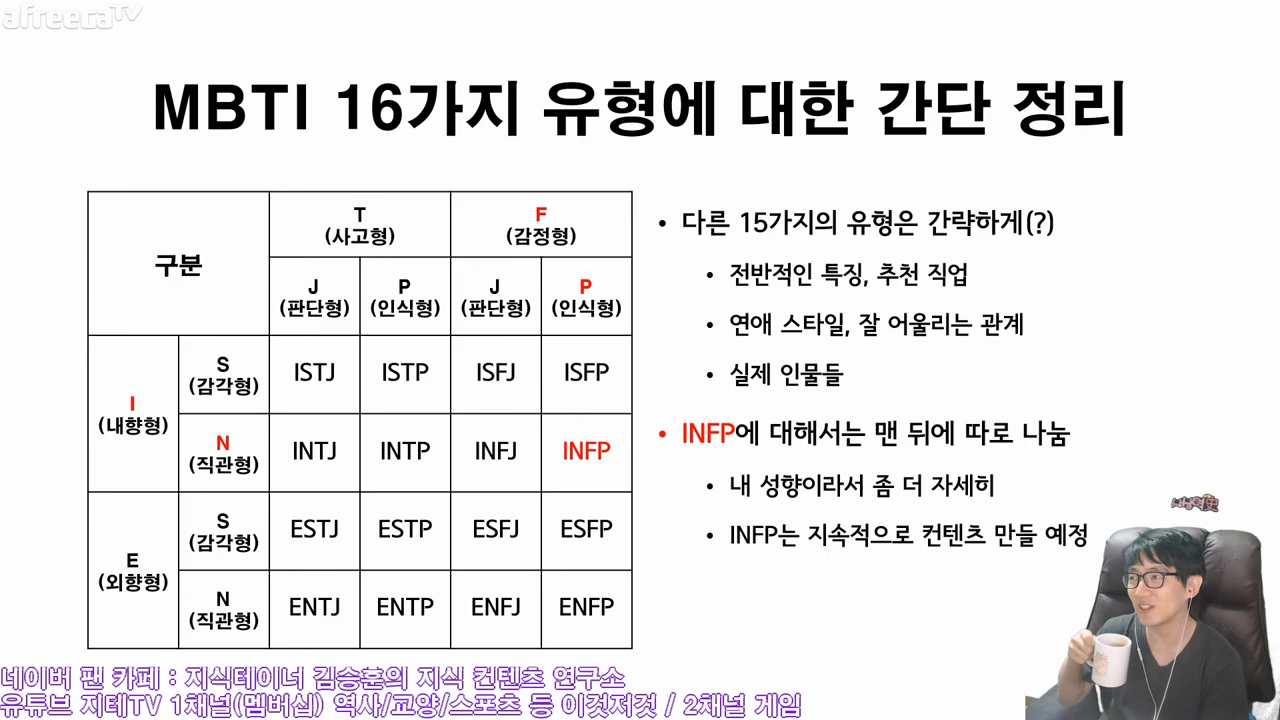 afreecaTV
MBTI 16가지 유형에 대한 간단 정리
구분
T
(사고형)
F
(감정형)
J
(판단형)
P
(인식형)
J
(판단형)
P
(인식형)
I
(내향형)
S
(감각형)
ISTJ
ISTP
ISFJ
ISFP
N
(직관형)
INTJ
INTP
INFJ
INFP
E
(외향형)
S
(감각형)
ESTJ
ESTP
ESFJ
ESFP
N
(직관형)
ENTJ
ENTP
ENFJ
ENFP
• 다른 15가지의 유형은 간략하게(?)
• 전반적인 특징, 추천 직업
• 연애 스타일, 잘 어울리는 관계
• 실제 인물들
• INFP에 대해서는 맨 뒤에 따로 나눔
• 내 성향이라서 좀 더 자세히
• INFP는 지속적으로 컨텐츠 만들 예정
네이버 팬 카페 : 지식테이너 김승훈의 지식 컨텐츠 연구소
유튜브 지테TV 1채널(멤버십) 역사/교양/스포츠 등 이것저것 / 2채널 게임